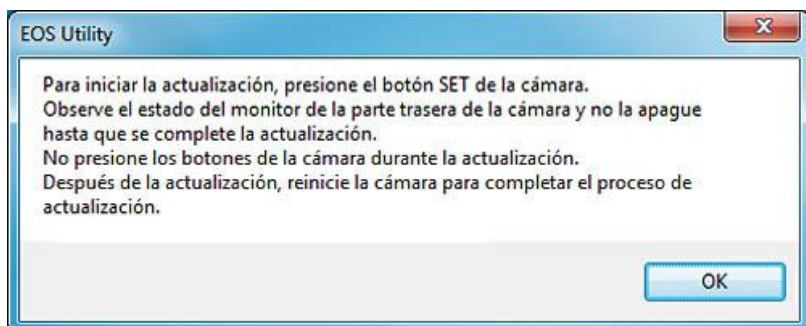 EOS Utility
Para iniciar la actualización, presione el botón SET de la cámara.
Observe el estado del monitor de la parte trasera de la cámara y no la apague
hasta que se complete la actualización.
No presione los botones de la cámara durante la actualización.
Después de la actualización, reinicie la cámara para completar el proceso de
actualización.
OK